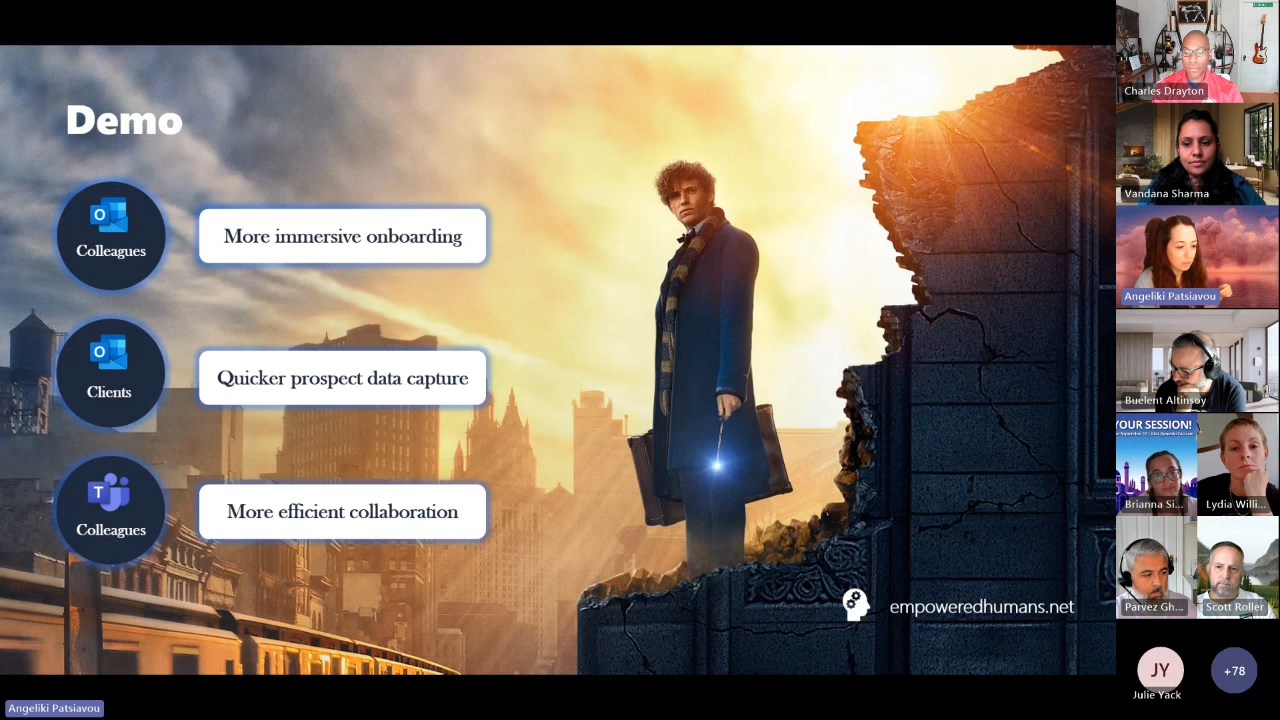 Demo
Colleagues
More immersive onboarding
Clients
Quicker prospect data capture
Colleagues
More efficient collaboration
empoweredhumans.net
Angeliki Patsiavou
Charles Drayton
Vandana Sharma
Angeliki Patsiavou
Buelent Altinsoy
YOUR SESSION!
Brianna Si...
Lydia Willi...
Parvez Gh...
Scott Roller
JY
Julie Yack
+78